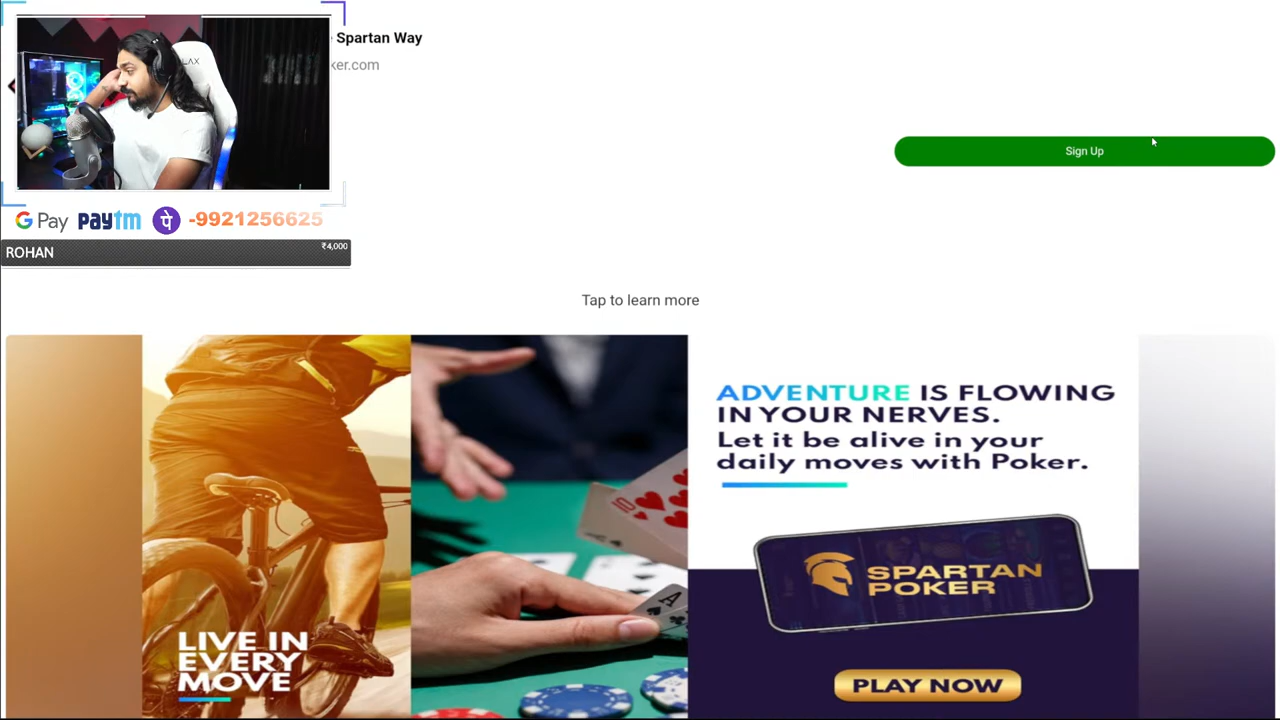 Spartan Way
ker.com
LAX
Sign Up
G Pay paytm पे -9921256625
ROHAN
₹4,000
Tap to learn more
LIVE IN
EVERY
MOVE
10
A
A
ADVENTURE IS FLOWING
IN YOUR NERVES.
Let it be alive in your
daily moves with Poker.
SPARTAN
POKER
PLAY NOW